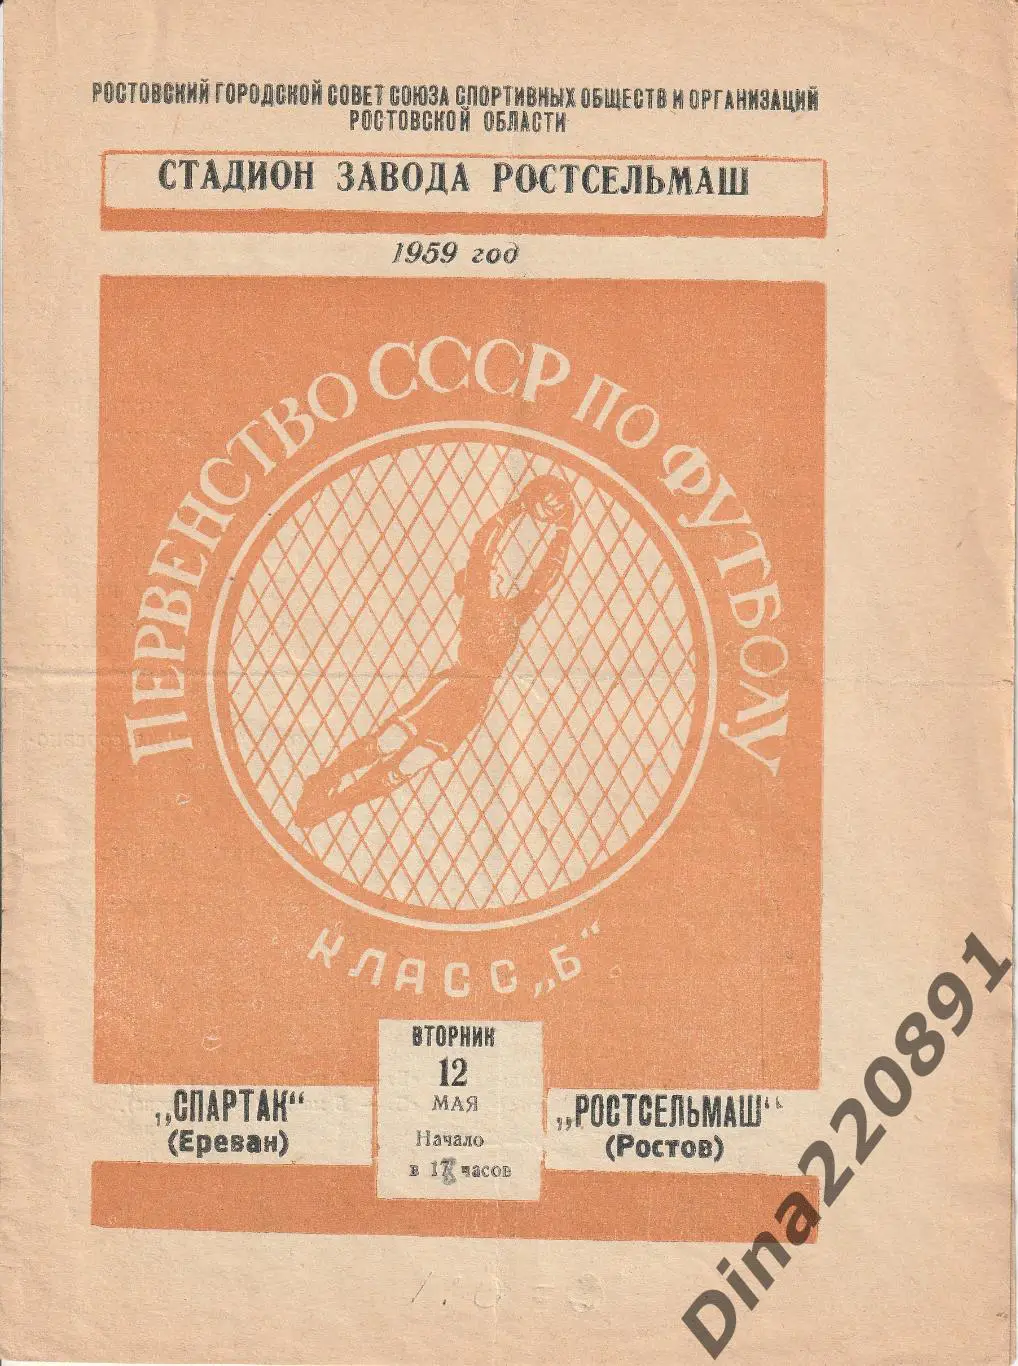 РОСТОВСКИЙ ГОРОДСКОЙ СОВЕТ СОЮЗА СПОРТИВНЫХ ОБЩЕСТВ И ОРГАНИЗАЦИЙ
РОСТОВСКОЙ ОБЛАСТИ
СТАДИОН ЗАВОДА РОСТСЕЛЬМАШ
1959 год
ПЕРВЕНСТВО СССР ПО ФУТБОЛУ
КЛАСС „Б“
ВТОРНИК
12
МАЯ
Начало
в часов
„СПАРТАК“
(Ереван)
„РОСТСЕЛЬМАШ“
(Ростов)
Dina220891